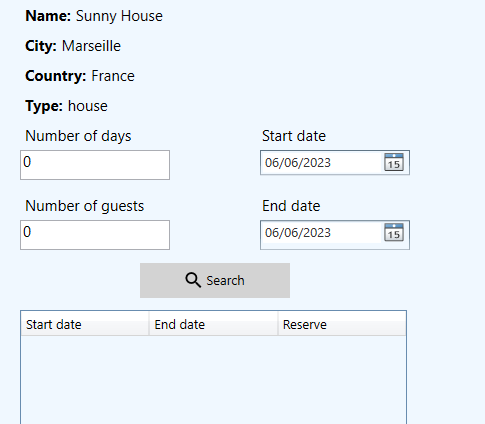 Name: Sunny House
City: Marseille
Country: France
Type: house
Number of days Start date
0 06/06/2023 15
Number of guests End date
0 06/06/2023 15
Search
Start date End date Reserve